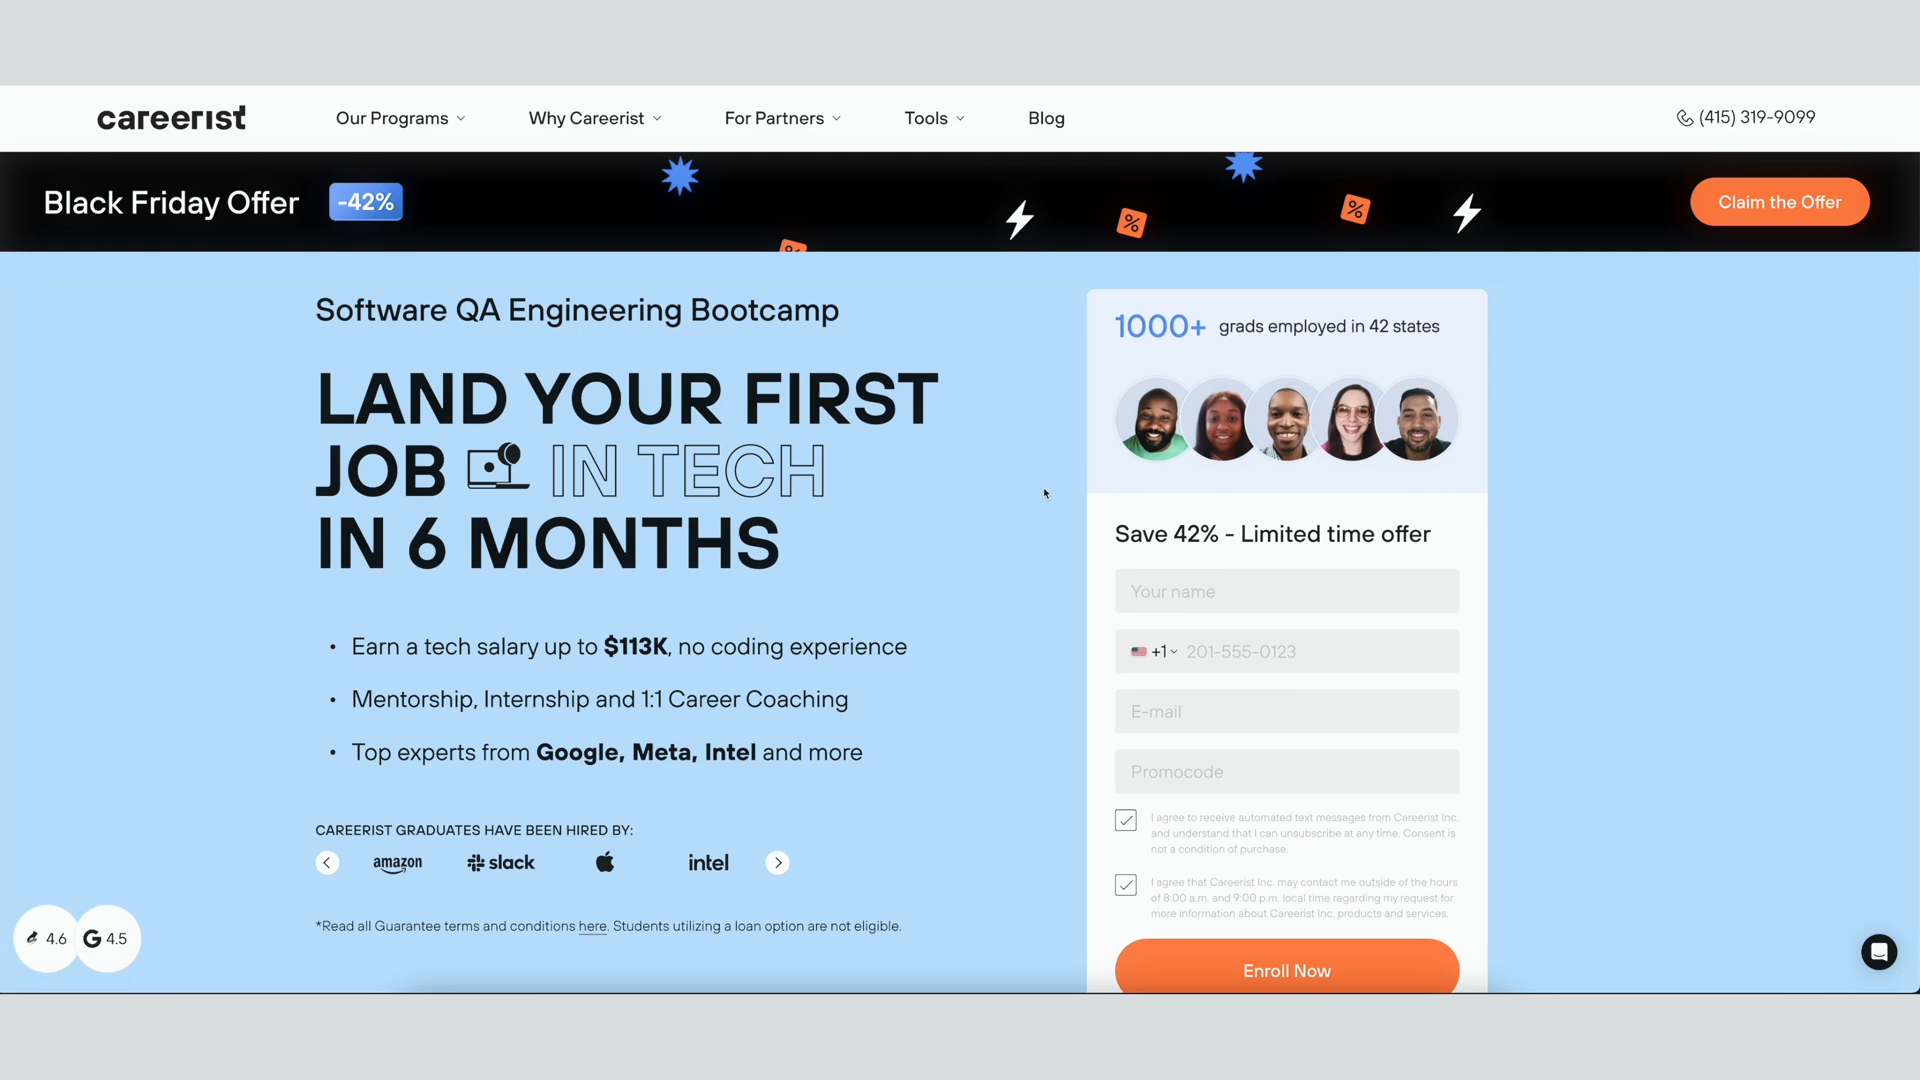 careerist
Our Programs
Why Careerist
For Partners
Tools
Blog
(415) 319-9099
Black Friday Offer
-42%
%
%
%
Claim the Offer
Software QA Engineering Bootcamp
LAND YOUR FIRST
JOB IN TECH
IN 6 MONTHS
• Earn a tech salary up to $113K, no coding experience
• Mentorship, Internship and 1:1 Career Coaching
• Top experts from Google, Meta, Intel and more
CAREERIST GRADUATES HAVE BEEN HIRED BY:
amazon
slack
intel
*Read all Guarantee terms and conditions here. Students utilizing a loan option are not eligible.
4.6
G 4.5
1000+ grads employed in 42 states
Save 42% - Limited time offer
Your name
+1 201-555-0123
E-mail
Promocode
I agree to receive automated text messages from Careerist Inc.
and understand that I can unsubscribe at any time. Consent is
not a condition of purchase.
I agree that Careerist Inc. may contact me outside of the hours
of 8:00 a.m. and 9:00 p.m. local time regarding my request for
more information about Careerist Inc. products and services.
Enroll Now